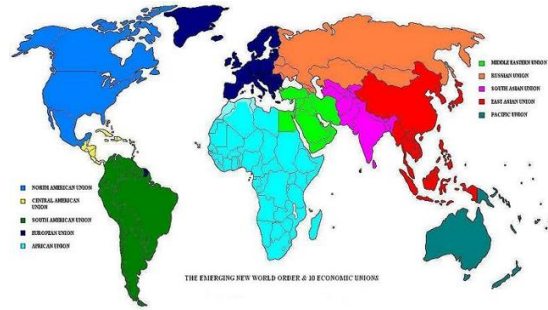 MIDDLE EASTERN UNION
RUSSIAN UNION
SOUTH ASIAN UNION
EAST ASIAN UNION
PACIFIC UNION
NORTH AMERICAN UNION
CENTRAL AMERICAN
UNION
SOUTH AMERICAN UNION
EUROPIAN UNION
AFRICAN UNION
THE EMERGING NEW WORLD ORDER & 10 ECONOMIC UNIONS